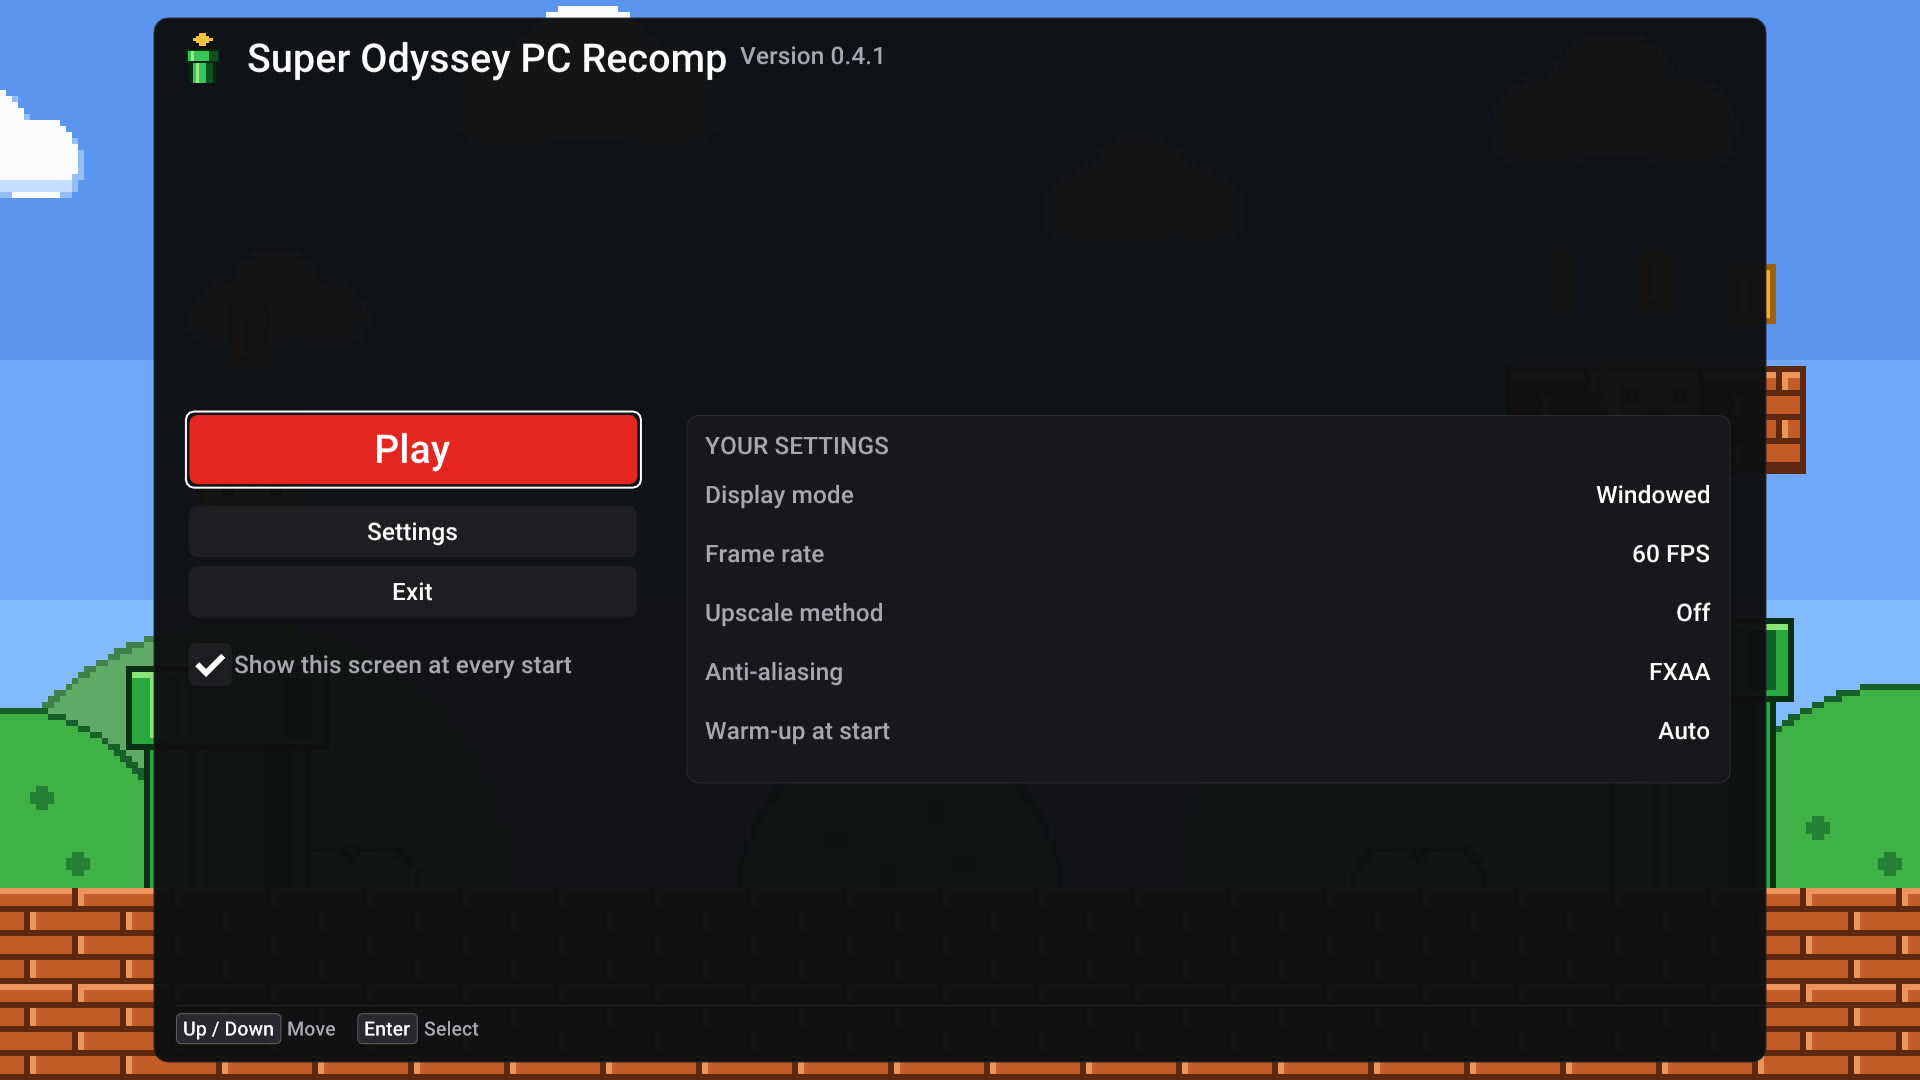 Super Odyssey PC Recomp Version 0.4.1
Play
Settings
Exit
Show this screen at every start
YOUR SETTINGS
Display mode Windowed
Frame rate 60 FPS
Upscale method Off
Anti-aliasing FXAA
Warm-up at start Auto
Up / Down Move Enter Select